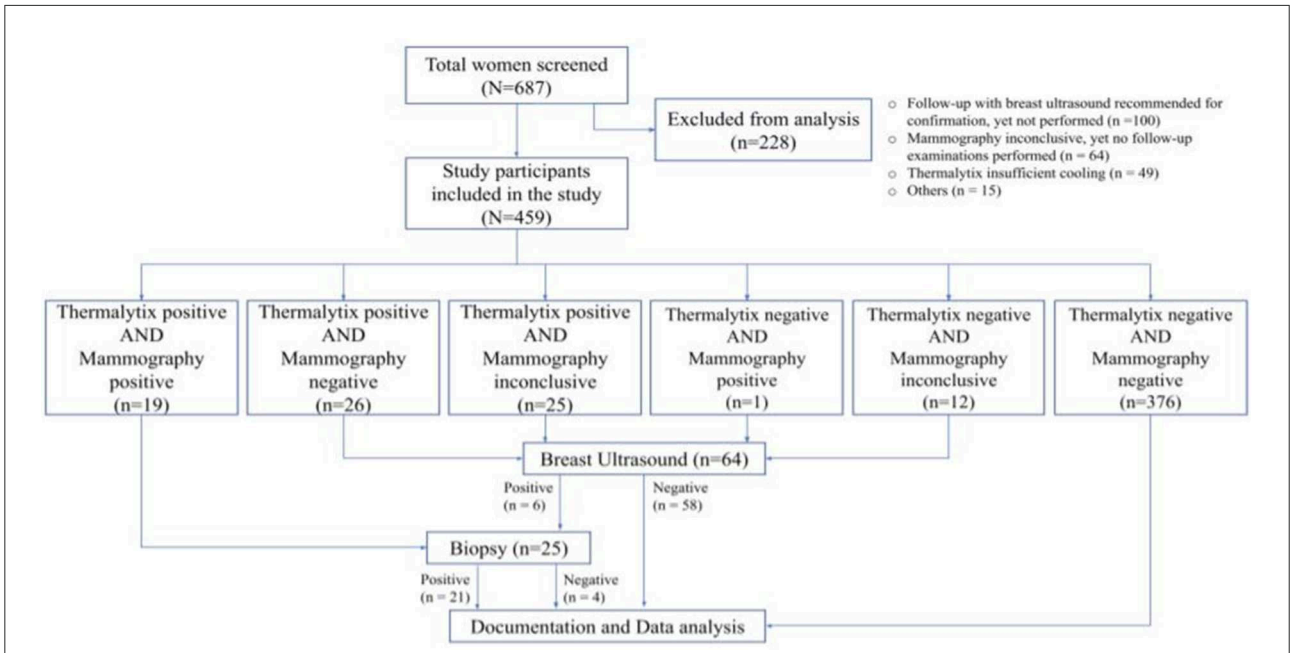 Total women screened
(N=687)
Excluded from analysis
(n=228)
○ Follow-up with breast ultrasound recommended for
confirmation, yet not performed (n =100)
○ Mammography inconclusive, yet no follow-up
examinations performed (n = 64)
○ Thermalytix insufficient cooling (n = 49)
○ Others (n = 15)
Study participants
included in the study
(N=459)
Thermalytix positive
AND
Mammography
positive
(n=19)
Thermalytix positive
AND
Mammography
negative
(n=26)
Thermalytix positive
AND
Mammography
inconclusive
(n=25)
Thermalytix negative
AND
Mammography
positive
(n=1)
Thermalytix negative
AND
Mammography
inconclusive
(n=12)
Thermalytix negative
AND
Mammography
negative
(n=376)
Breast Ultrasound (n=64)
Positive
(n = 6)
Negative
(n = 58)
Biopsy (n=25)
Positive
(n = 21)
Negative
(n = 4)
Documentation and Data analysis